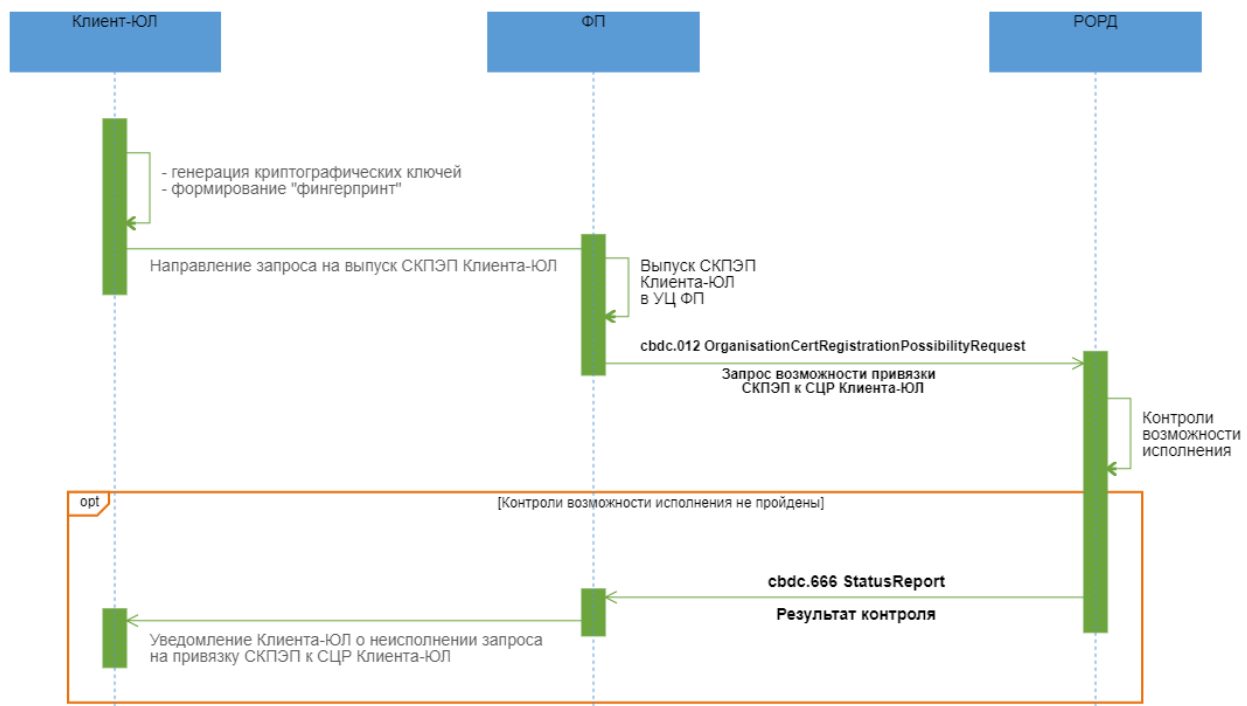 Клиент-ЮЛ
ФП
РОРД
- генерация криптографических ключей
- формирование "фингерпринт"
Направление запроса на выпуск СКПЭП Клиента-ЮЛ
Выпуск СКПЭП
Клиента-ЮЛ
в УЦ ФП
cbdc.012 OrganisationCertRegistrationPossibilityRequest
Запрос возможности привязки
СКПЭП к СЦР Клиента-ЮЛ
Контроли
возможности
исполнения
opt
[Контроли возможности исполнения не пройдены]
cbdc.666 StatusReport
Результат контроля
Уведомление Клиента-ЮЛ о неисполнении запроса
на привязку СКПЭП к СЦР Клиента-ЮЛ